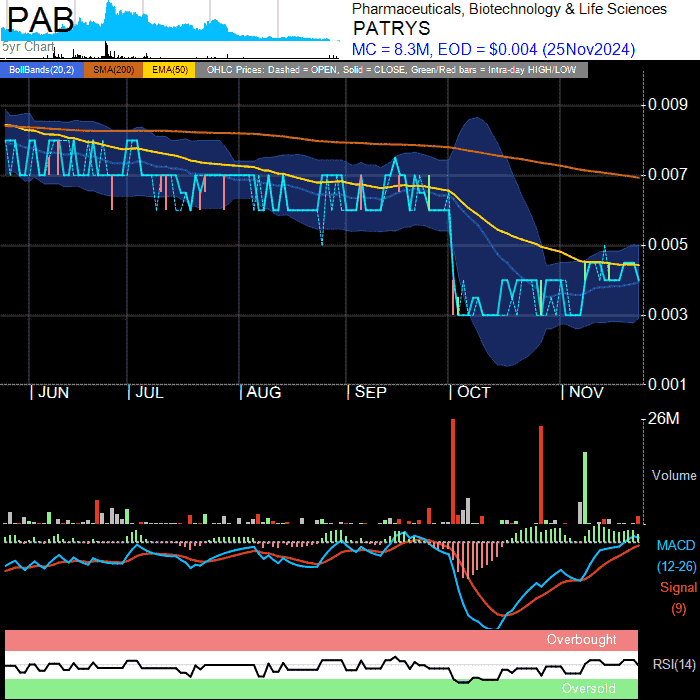 PAB
5yr Chart
Pharmaceuticals, Biotechnology & Life Sciences
PATRYS
MC = 8.3M, EOD = $0.004 (25Nov2024)
BollBands(20,2) SMA(200) EMA(50) OHLC Prices: Dashed = OPEN, Solid = CLOSE, Green/Red bars = Intra-day HIGH/LOW
0.009
0.007
0.005
0.003
0.001
JUN JUL AUG SEP OCT NOV
26M
Volume
MACD
(12-26)
Signal
(9)
Overbought
RSI(14)
Oversold